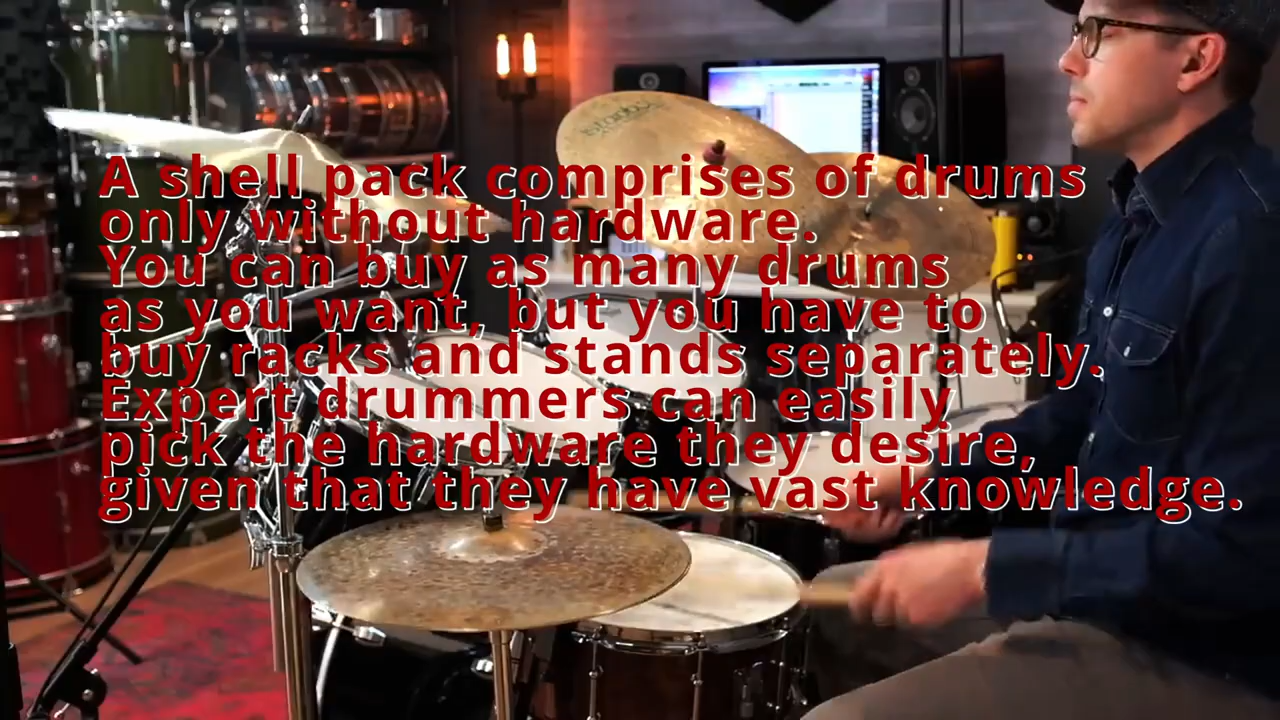 A shell pack comprises of drums
only without hardware.
You can buy as many drums
as you want, but you have to
buy racks and stands separately.
Expert drummers can easily
pick the hardware they desire,
given that they have vast knowledge.